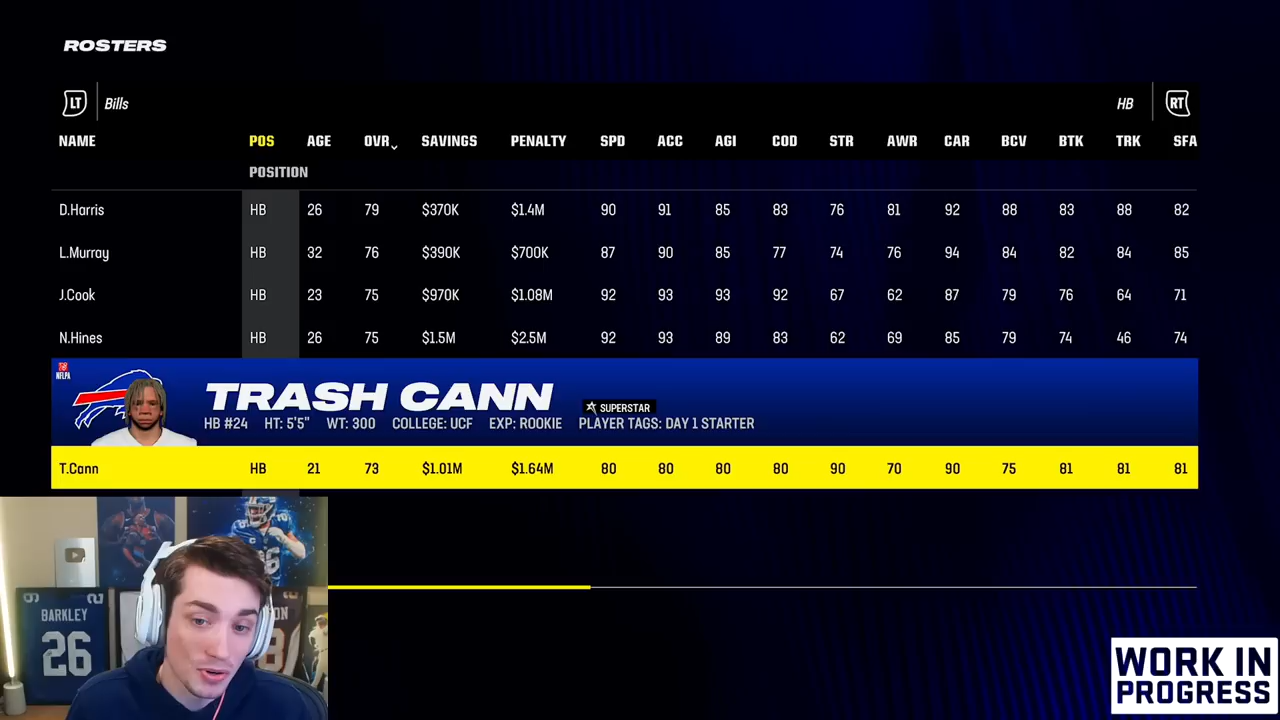 ROSTERS
LT Bills HB RT
NAME POS AGE OVR SAVINGS PENALTY SPD ACC AGI COD STR AWR CAR BCV BTK TRK SFA
POSITION
D.Harris HB 26 79 $370K $1.4M 90 91 85 83 76 81 92 88 83 88 82
L.Murray HB 32 76 $390K $700K 87 90 85 77 74 76 94 84 82 84 85
J.Cook HB 23 75 $970K $1.08M 92 93 93 92 67 62 87 79 76 64 71
N.Hines HB 26 75 $1.5M $2.5M 92 93 89 83 62 69 85 79 74 46 74
NFLPA
TRASH CANN SUPERSTAR
HB #24 HT: 5'5" WT: 300 COLLEGE: UCF EXP: ROOKIE PLAYER TAGS: DAY 1 STARTER
T.Cann HB 21 73 $1.01M $1.64M 80 80 80 80 90 70 90 75 81 81 81
BARKLEY
26
ON
8
WORK IN
PROGRESS